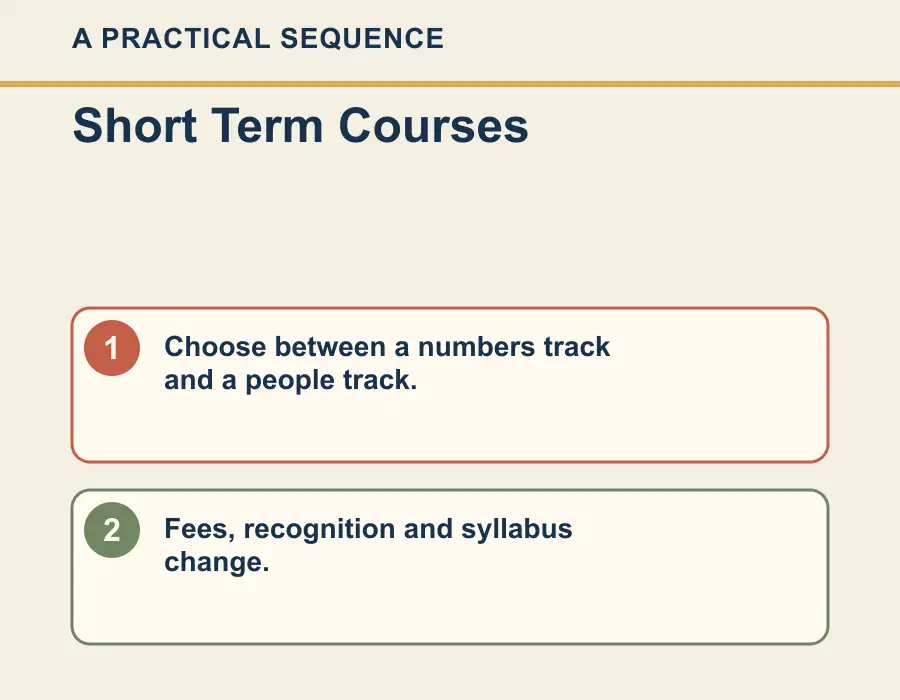 A PRACTICAL SEQUENCE
Short Term Courses
1
Choose between a numbers track
and a people track.
2
Fees, recognition and syllabus
change.